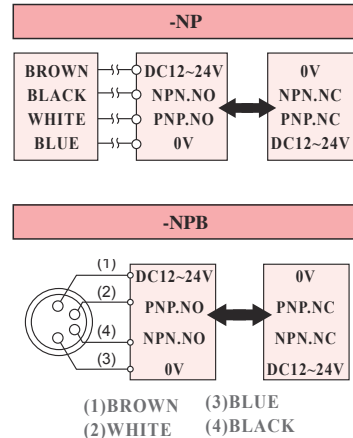 -NP
BROWN DC12~24V 0V
BLACK NPN.NO NPN.NC
WHITE PNP.NO PNP.NC
BLUE 0V DC12~24V
-NPB
(1) DC12~24V 0V
(2) PNP.NO PNP.NC
(4) NPN.NO NPN.NC
(3) 0V DC12~24V
(1)BROWN (3)BLUE
(2)WHITE (4)BLACK